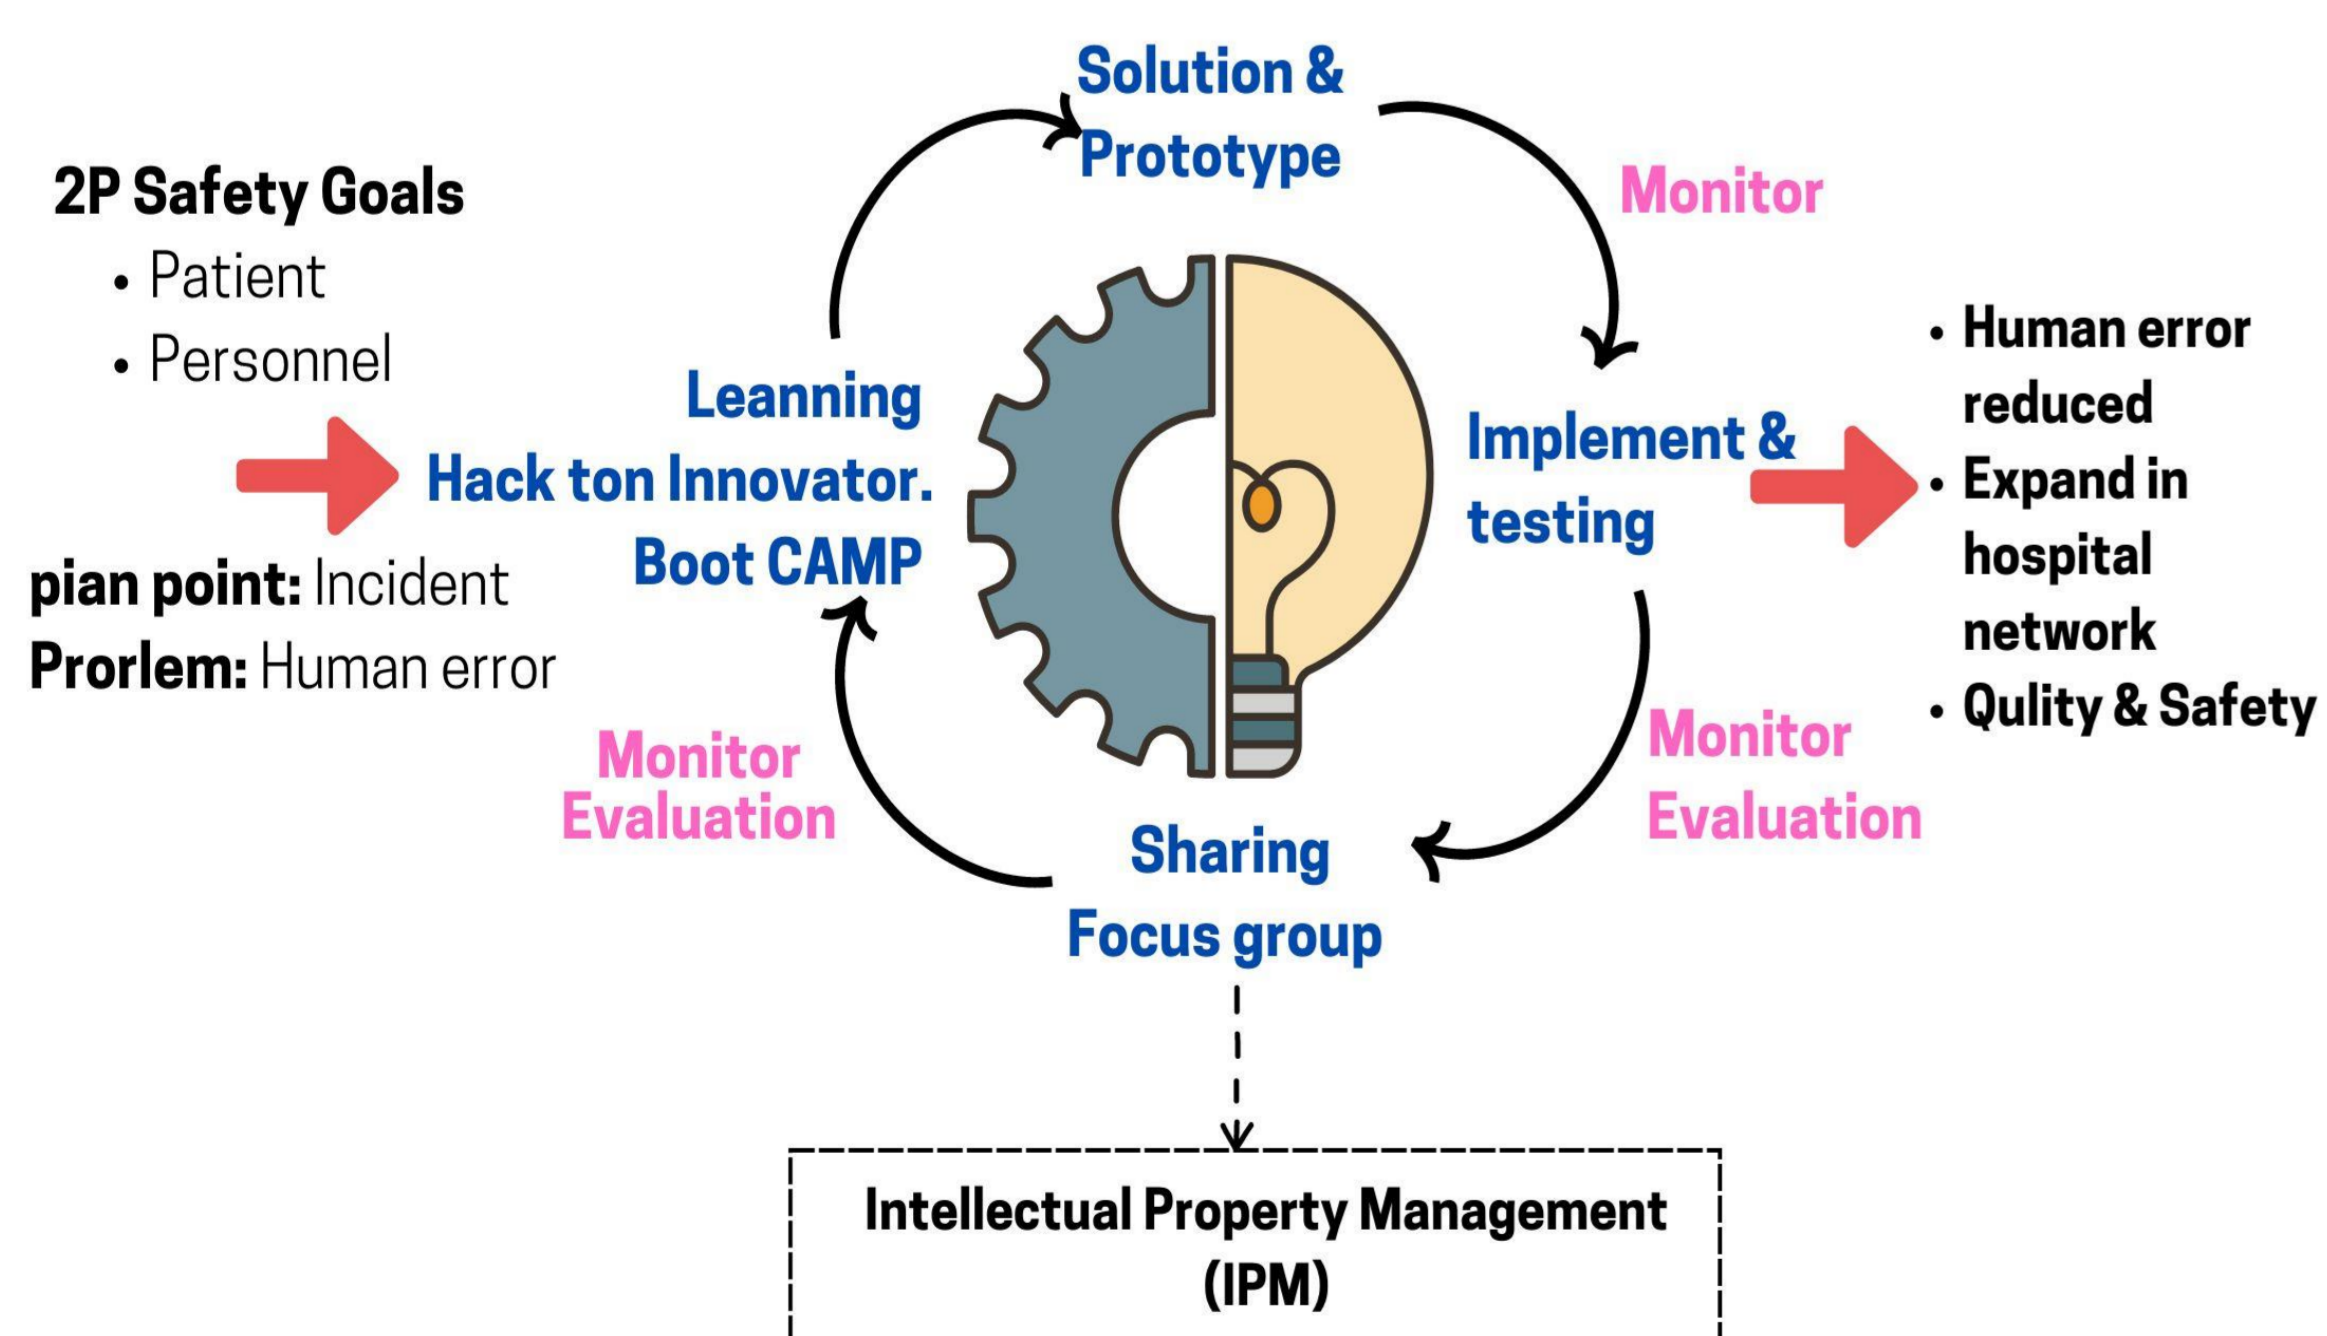 Solution &
Prototype
Monitor
2P Safety Goals
• Patient
• Personnel
Leanning
Hack ton Innovator.
Boot CAMP
pian point: Incident
Prorlem: Human error
Implement &
testing
• Human error
reduced
• Expand in
hospital
network
• Qulity & Safety
Monitor
Evaluation
Monitor
Evaluation
Sharing
Focus group
Intellectual Property Management
(IPM)